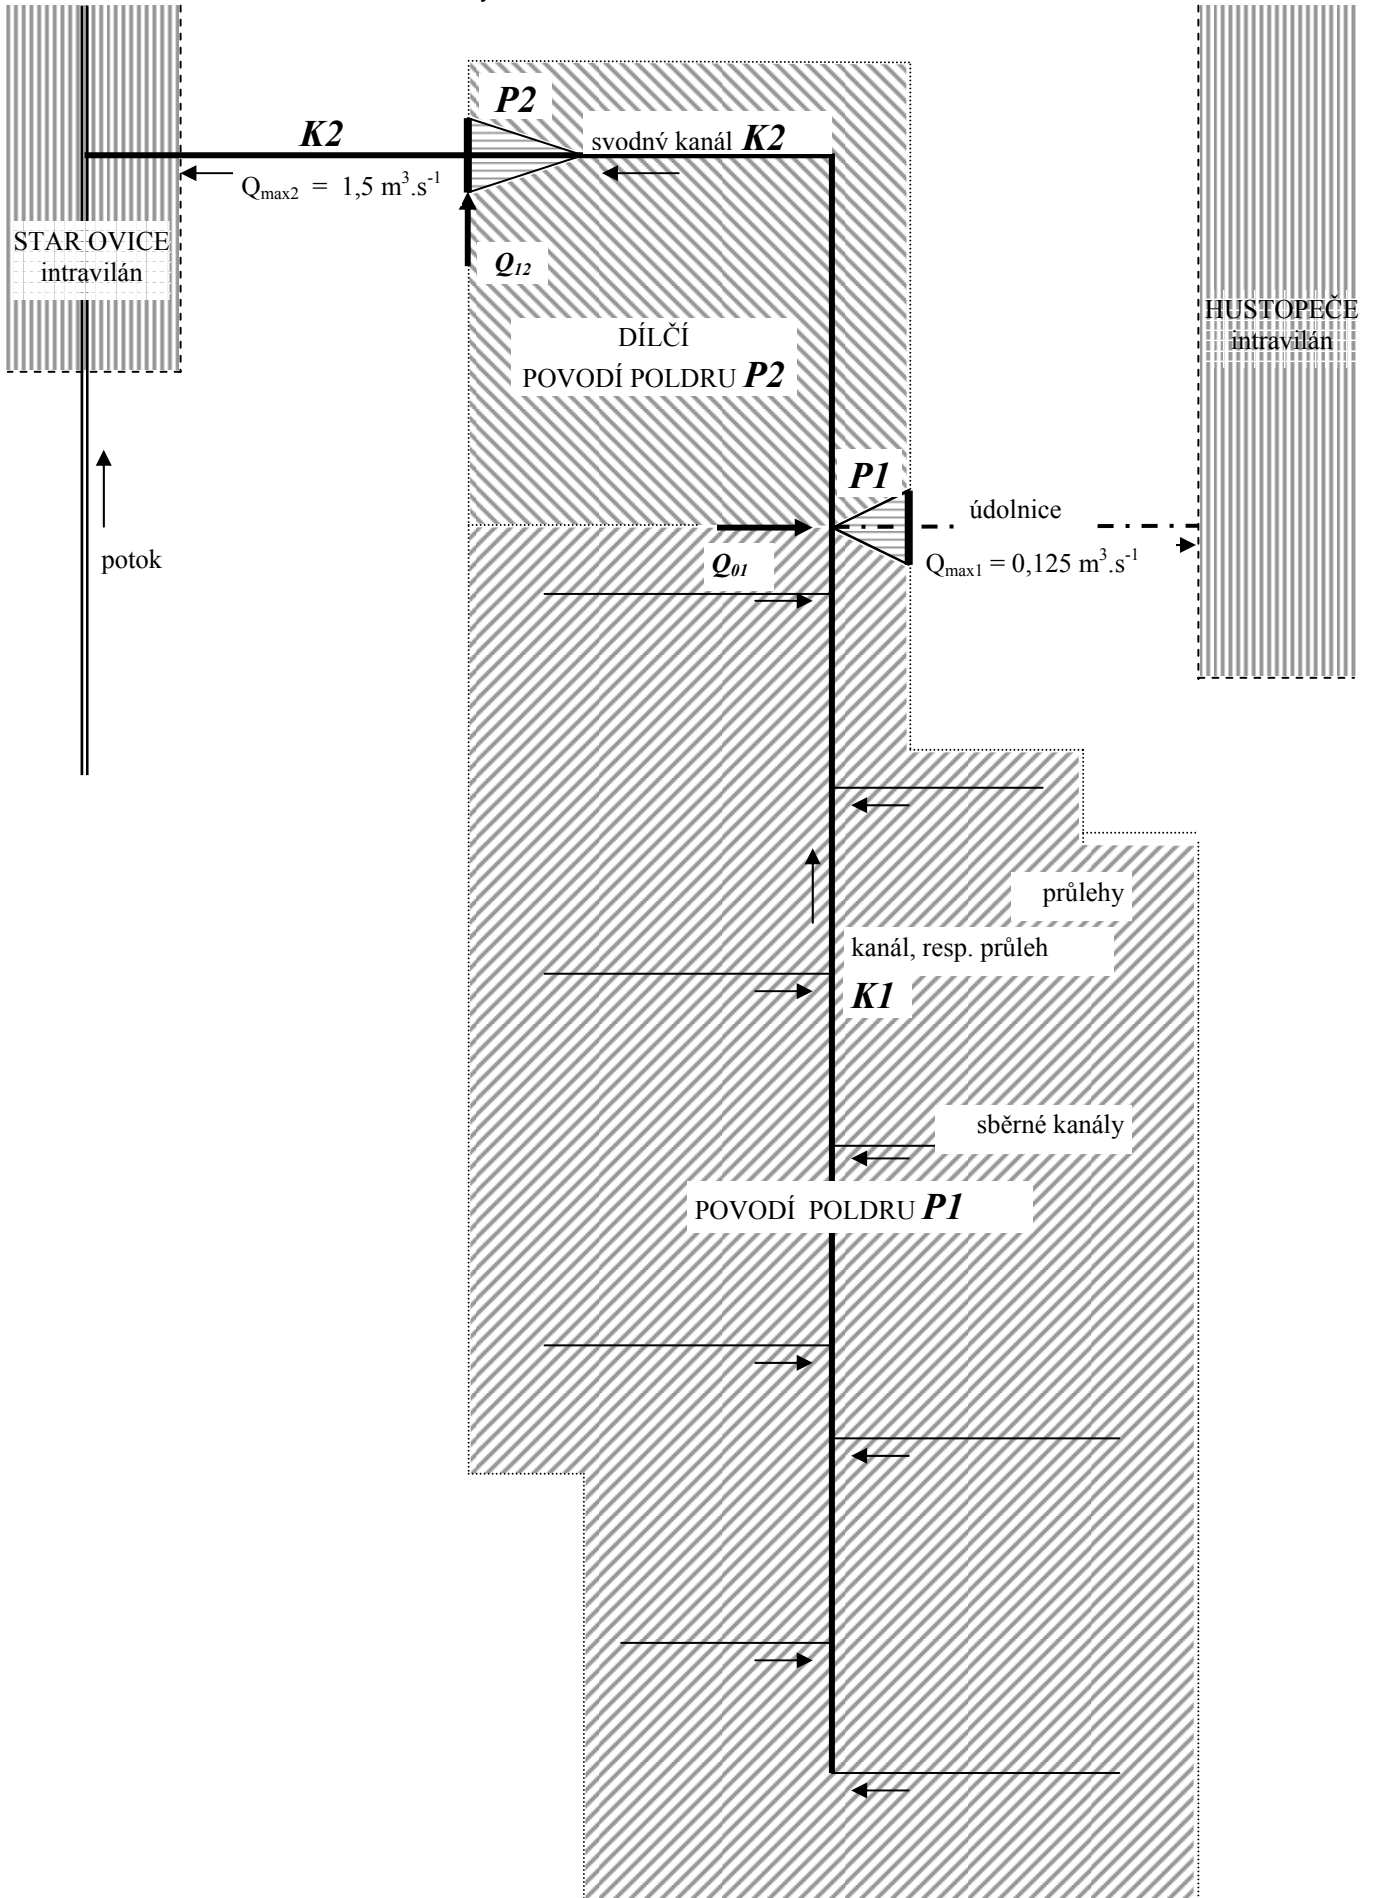 P2
K2
svodný kanál K2
Qmax2 = 1,5 m³.s⁻¹
STAR OVICE
intravilán
Q12
HUSTOPEČE
intravilán
DÍLČÍ
POVODÍ POLDRU P2
P1
údolnice
potok
Q01
Qmax1 = 0,125 m³.s⁻¹
průlehy
kanál, resp. průleh
K1
sběrné kanály
POVODÍ POLDRU P1